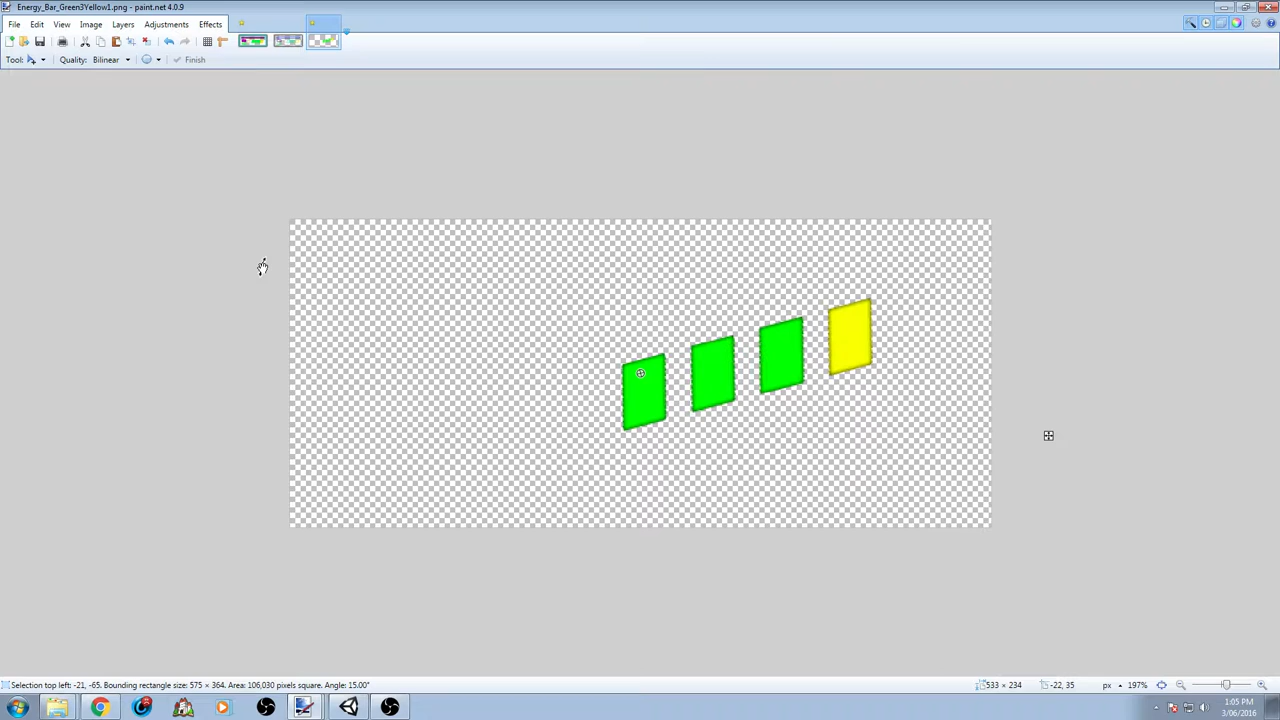 Energy_Bar_Green3Yellow1.png - paint.net 4.0.9
File Edit View Image Layers Adjustments Effects
Tool: Quality: Bilinear Finish
Selection top left: -21, -65. Bounding rectangle size: 575 × 364. Area: 106,030 pixels square. Angle: 15.00° 533 × 234 -22, 35 px 197%
1:05 PM
3/06/2016